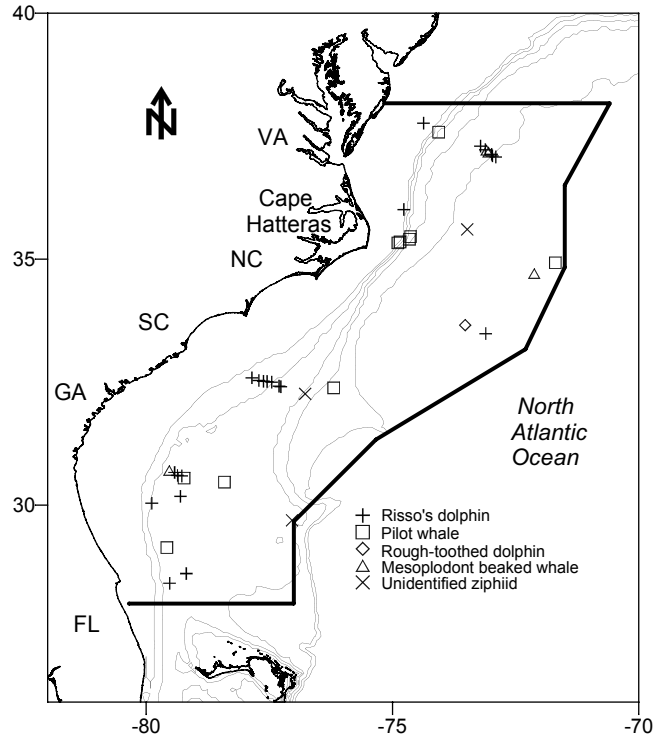 40
N
VA
Cape
Hatteras
NC
35
SC
GA
North
Atlantic
Ocean
30
Risso's dolphin
Pilot whale
Rough-toothed dolphin
Mesoplodont beaked whale
Unidentified ziphiid
FL
-80
-75
-70